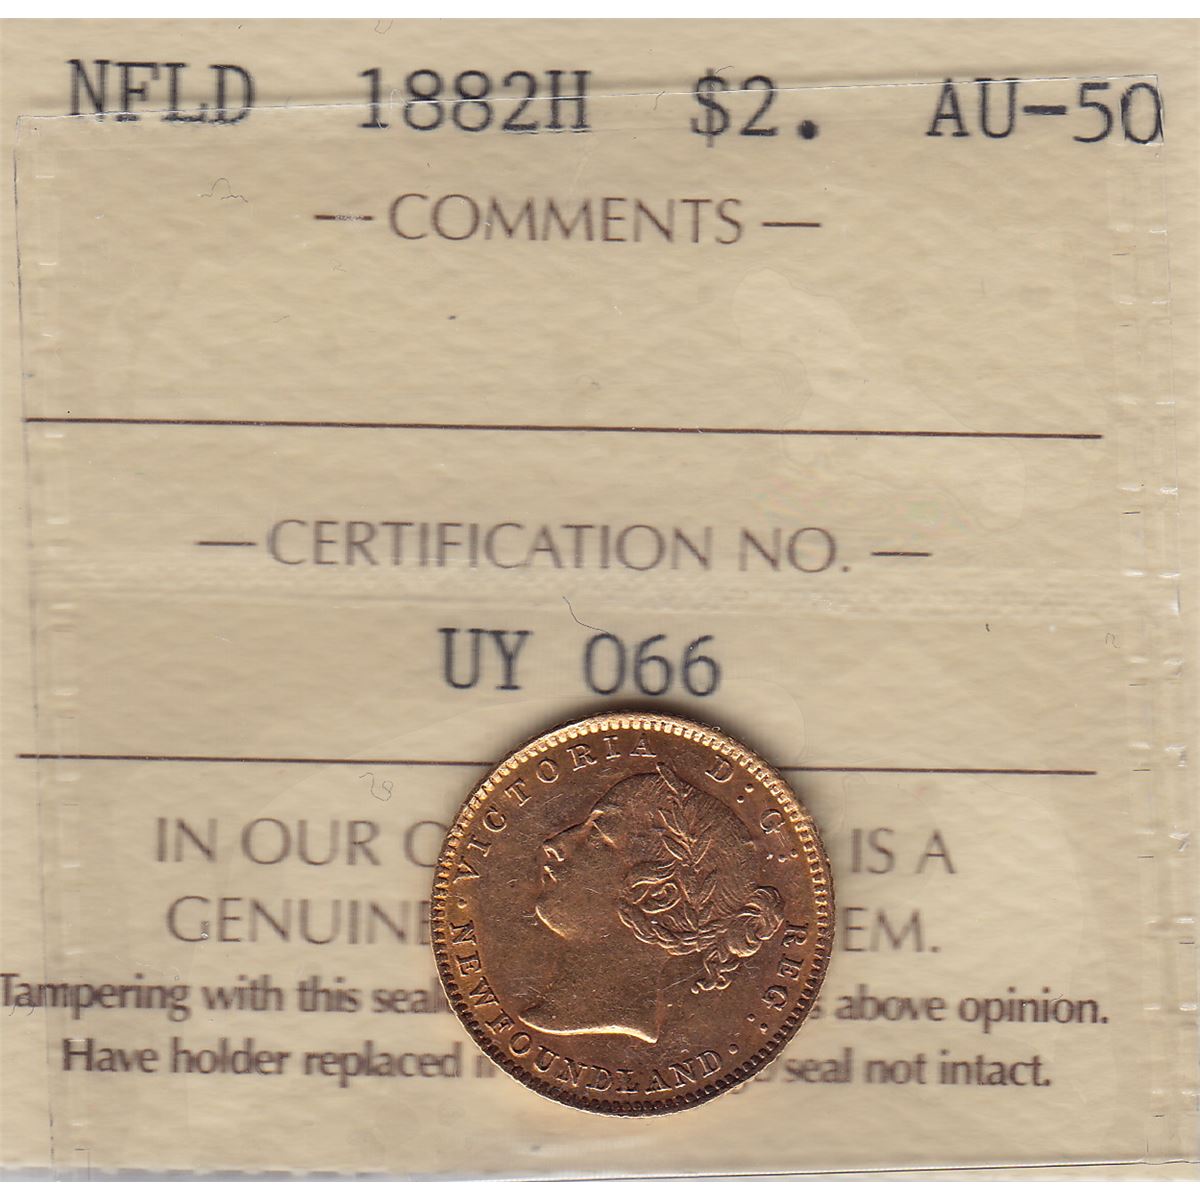 NFLD 1882H $2. AU-50
— COMMENTS —
— CERTIFICATION NO. —
UY 066
IN OUR IS A
GENUINE EM.
Tampering with this seal above opinion.
Have holder replaced seal not intact.
VICTORIA D:G: REG:
NEWFOUNDLAND